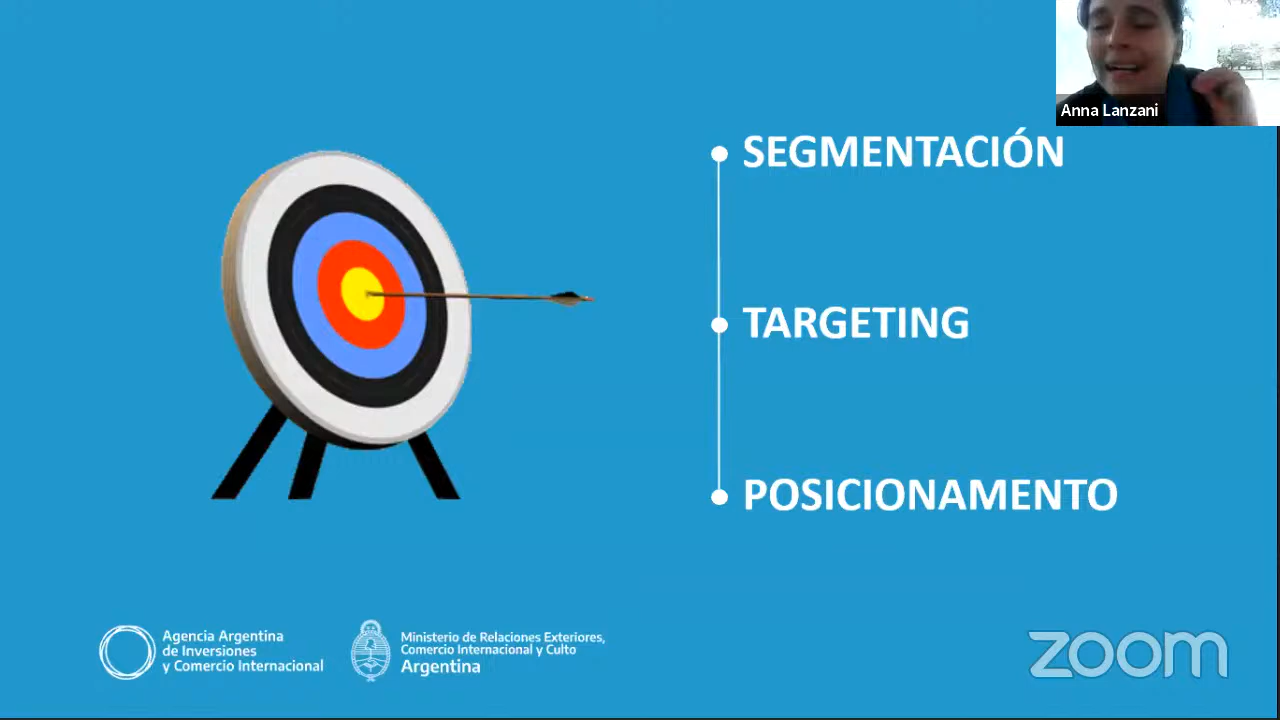 Anna Lanzani
SEGMENTACIÓN
TARGETING
POSICIONAMENTO
Agencia Argentina
de Inversiones
y Comercio Internacional
Ministerio de Relaciones Exteriores,
Comercio Internacional y Culto
Argentina
zoom